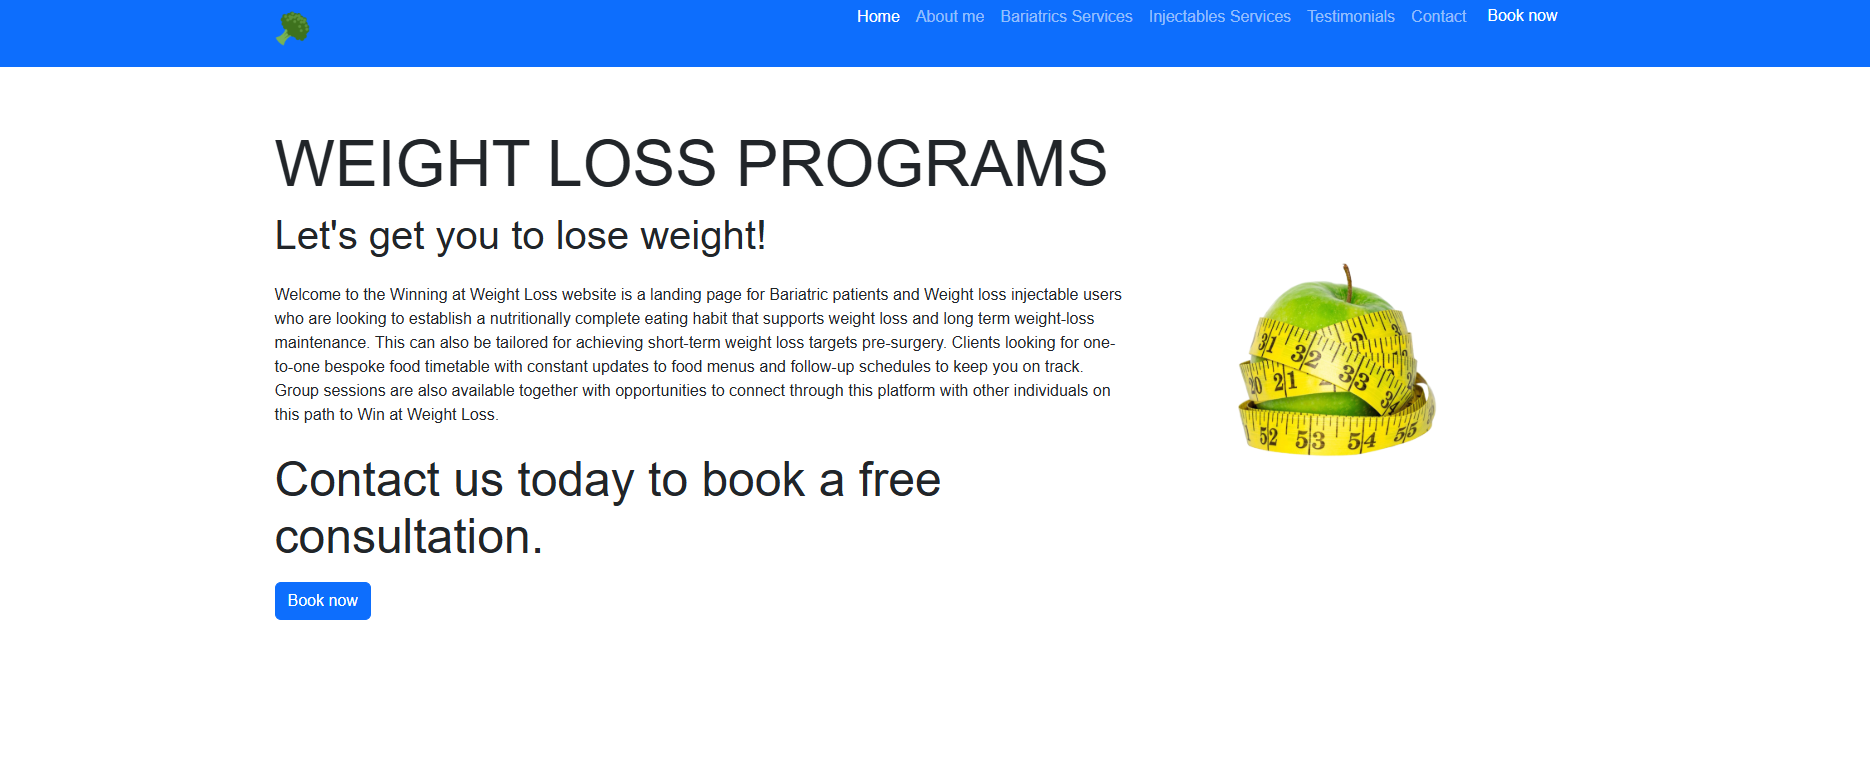 Home About me Bariatrics Services Injectables Services Testimonials Contact Book now
WEIGHT LOSS PROGRAMS
Let's get you to lose weight!
Welcome to the Winning at Weight Loss website is a landing page for Bariatric patients and Weight loss injectable users
who are looking to establish a nutritionally complete eating habit that supports weight loss and long term weight-loss
maintenance. This can also be tailored for achieving short-term weight loss targets pre-surgery. Clients looking for one-
to-one bespoke food timetable with constant updates to food menus and follow-up schedules to keep you on track.
Group sessions are also available together with opportunities to connect through this platform with other individuals on
this path to Win at Weight Loss.
31 32 33
20 21
52 53 54 55
Contact us today to book a free
consultation.
Book now